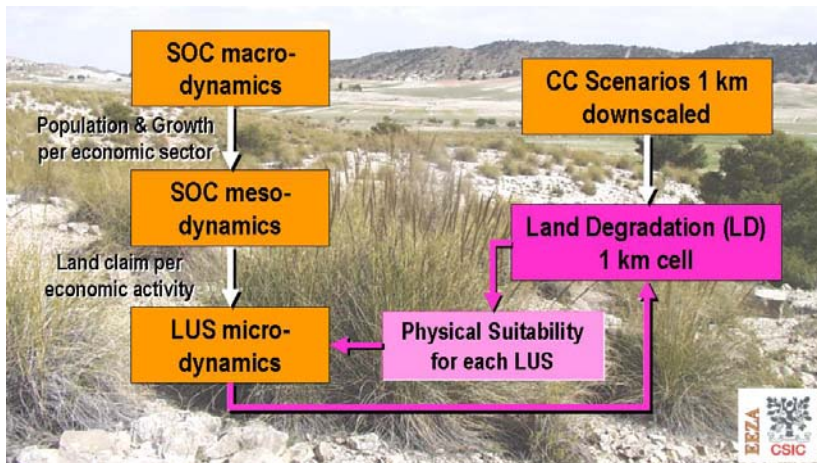 SOC macro-
dynamics
Population & Growth
per economic sector
SOC meso-
dynamics
Land claim per
economic activity
LUS micro-
dynamics
CC Scenarios 1 km
downscaled
Land Degradation (LD)
1 km cell
Physical Suitability
for each LUS
EEZA
CSIC